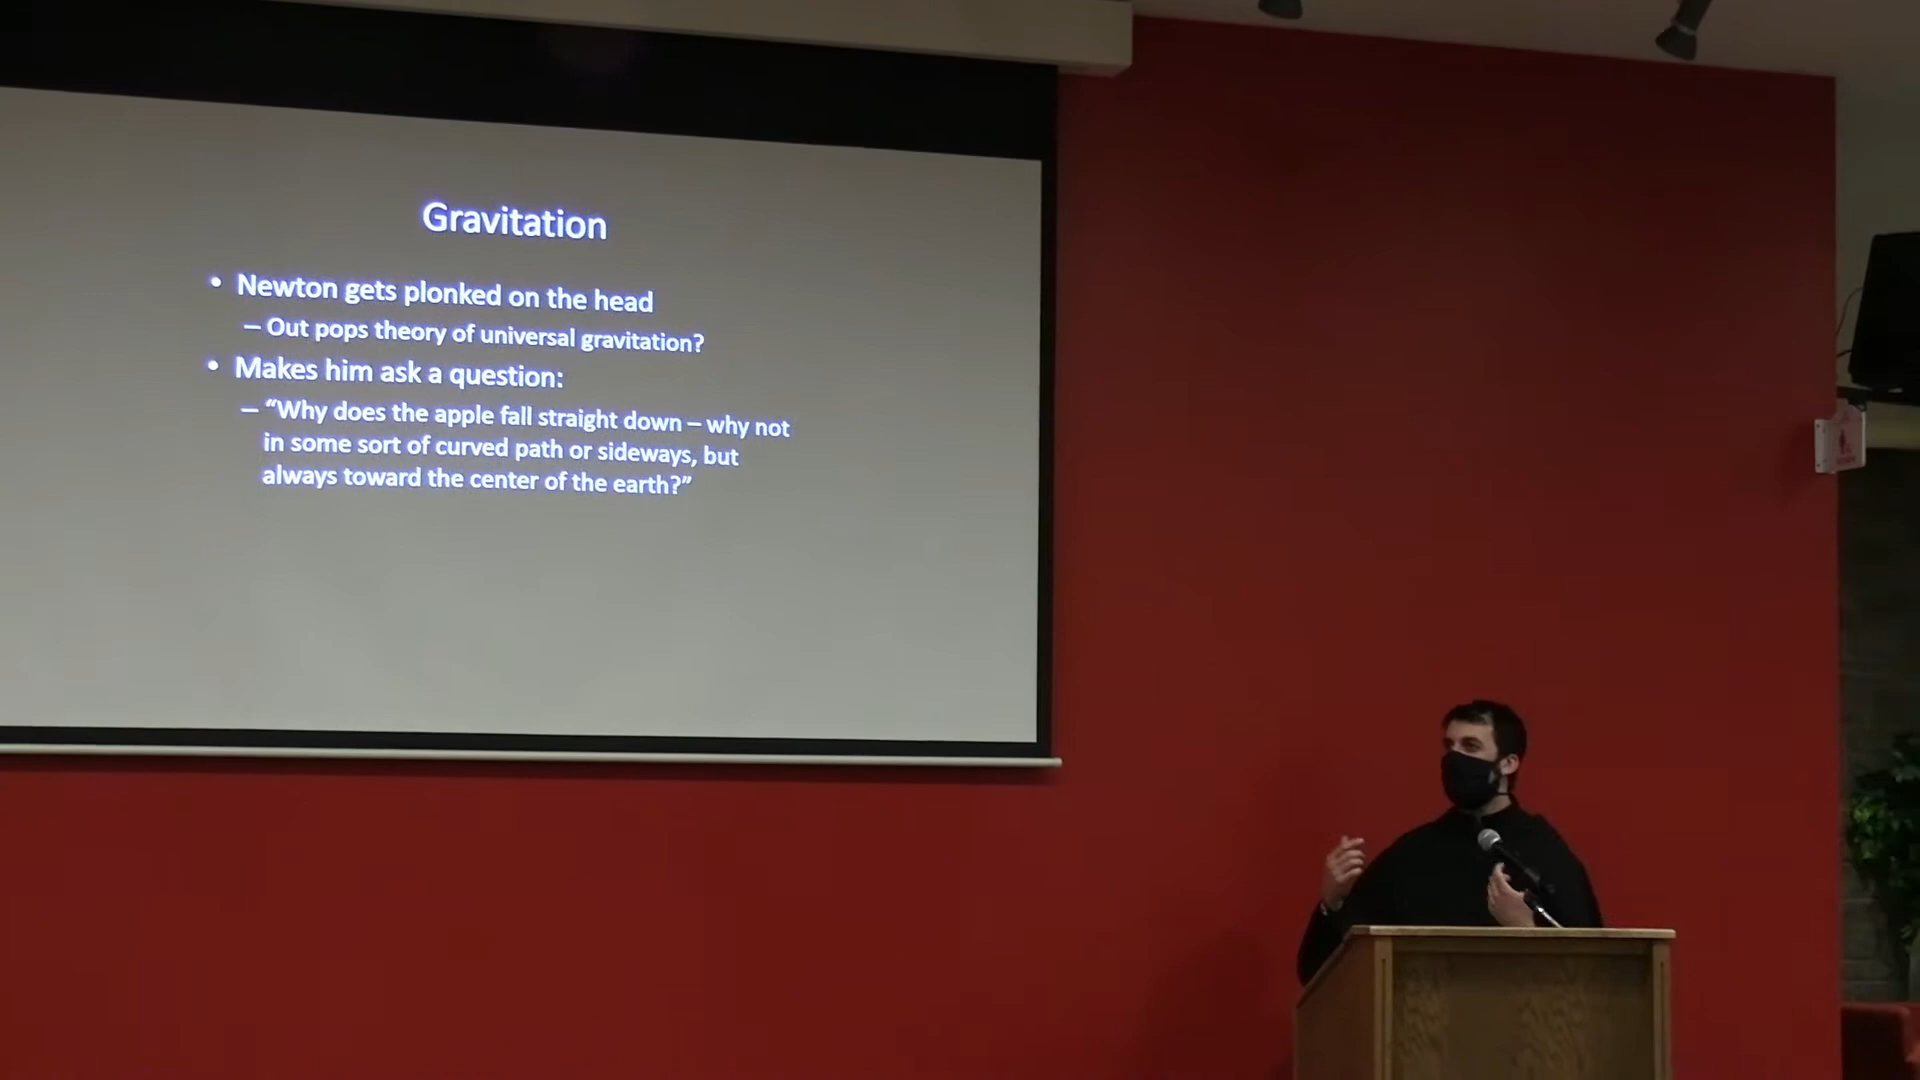 Gravitation
• Newton gets plonked on the head
– Out pops theory of universal gravitation?
• Makes him ask a question:
– “Why does the apple fall straight down – why not
in some sort of curved path or sideways, but
always toward the center of the earth?”